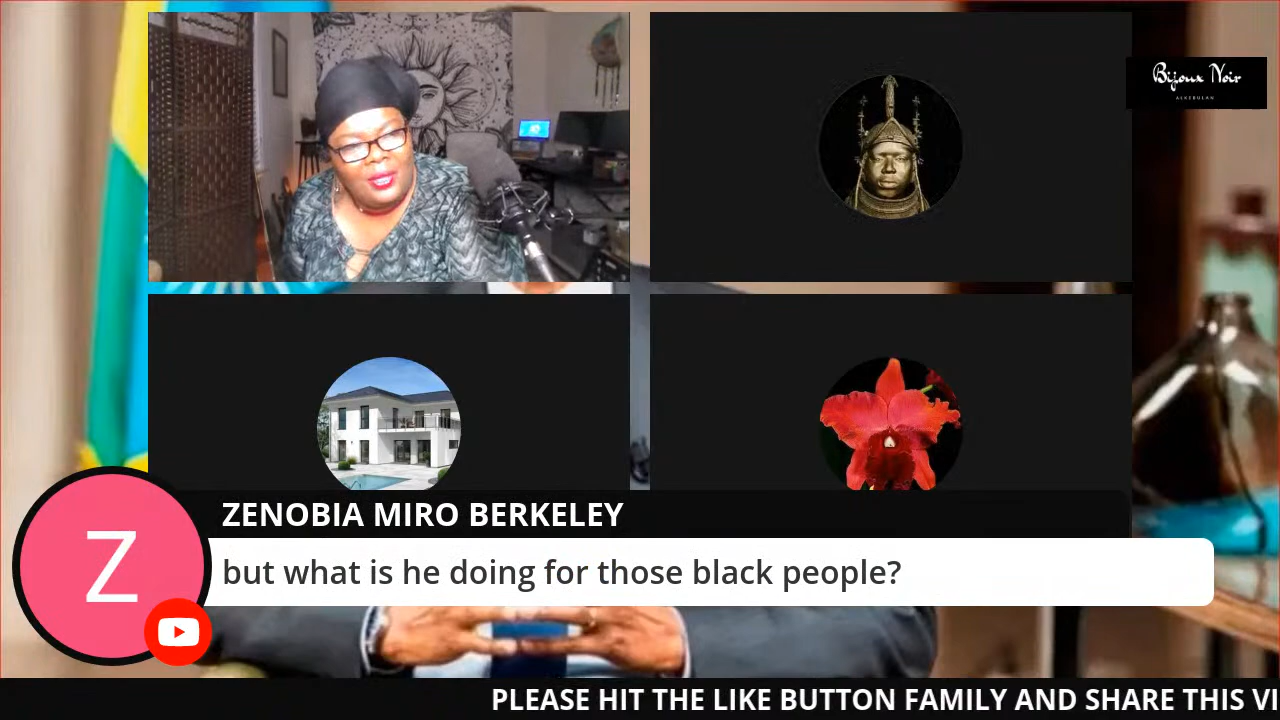 Bijoux Noir
ALKEBULAN
ZENOBIA MIRO BERKELEY
Z
but what is he doing for those black people?
PLEASE HIT THE LIKE BUTTON FAMILY AND SHARE THIS VI